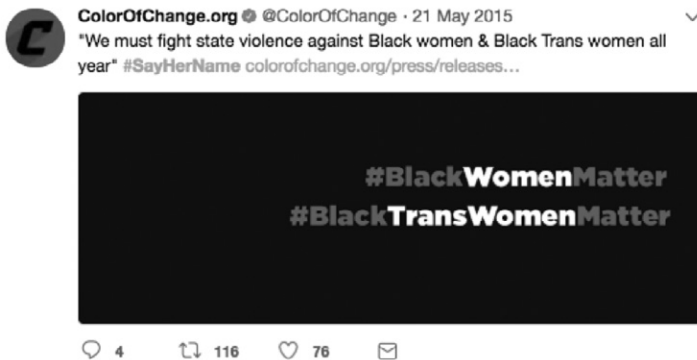 ColorOfChange.org @ColorOfChange · 21 May 2015
"We must fight state violence against Black women & Black Trans women all
year" #SayHerName colorofchange.org/press/releases...
C
#BlackWomenMatter
#BlackTransWomenMatter
4 116 76